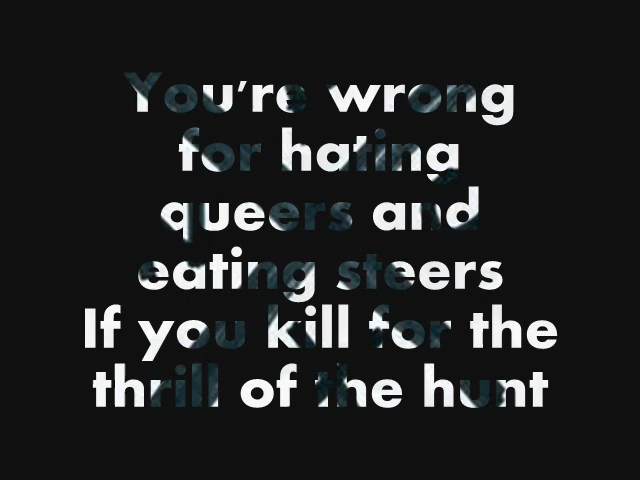 You're wrong
for hating
queers and
eating steers
If you kill for the
thrill of the hunt